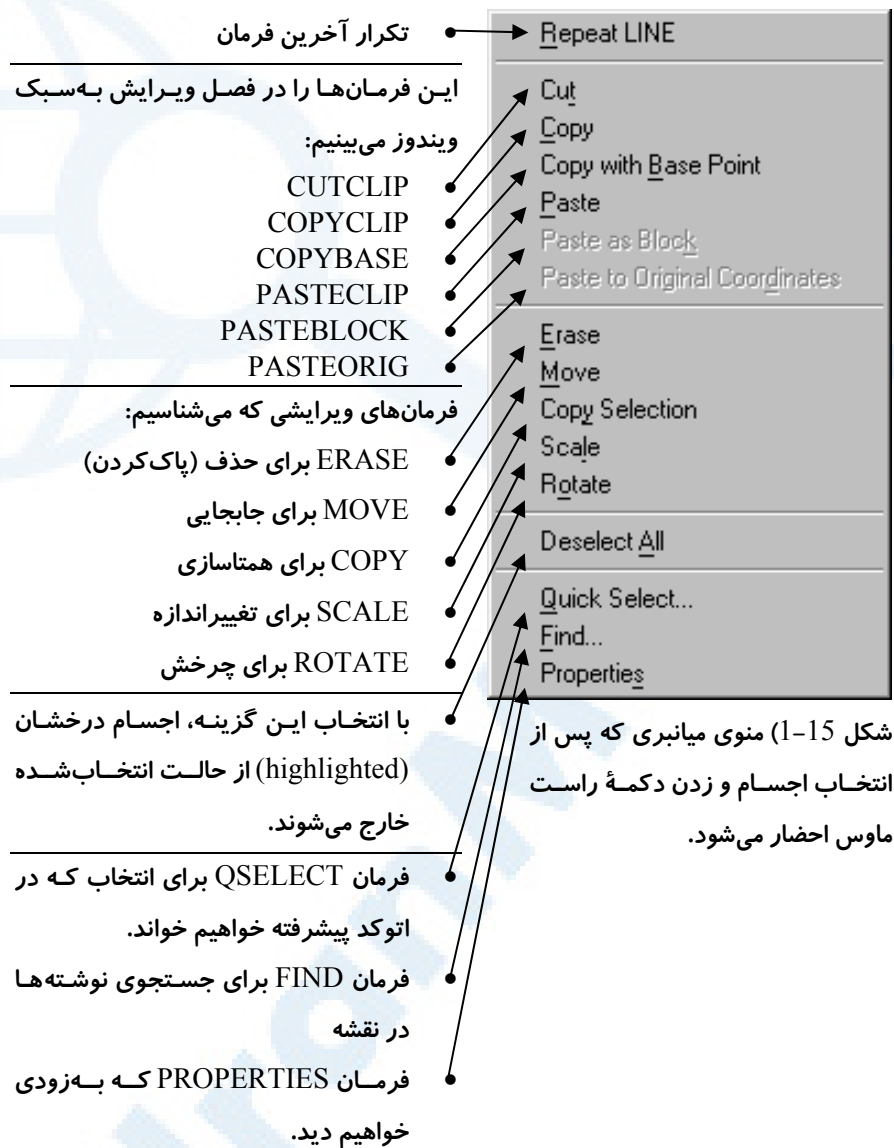 تکرار آخرین فرمان
این فرمان‌ها را در فصل ویرایش به‌سبک
ویندوز می‌بینیم:
CUTCLIP
COPYCLIP
COPYBASE
PASTECLIP
PASTEBLOCK
PASTEORIG
فرمان‌های ویرایشی که می‌شناسیم:
ERASE برای حذف (پاک‌کردن)
MOVE برای جابجایی
COPY برای همتاسازی
SCALE برای تغییراندازه
ROTATE برای چرخش
با انتخاب این گزینه، اجسام درخشان
(highlighted) از حالت انتخاب‌شده
خارج می‌شوند.
فرمان QSELECT برای انتخاب که در
اتوکد پیشرفته خواهیم خواند.
فرمان FIND برای جستجوی نوشته‌ها
در نقشه
فرمان PROPERTIES که به‌زودی
خواهیم دید.
Repeat LINE
Cut
Copy
Copy with Base Point
Paste
Paste as Block
Paste to Original Coordinates
Erase
Move
Copy Selection
Scale
Rotate
Deselect All
Quick Select...
Find...
Properties
شکل 15-1) منوی میانبری که پس از
انتخاب اجسام و زدن دکمهٔ راست
ماوس احضار می‌شود.